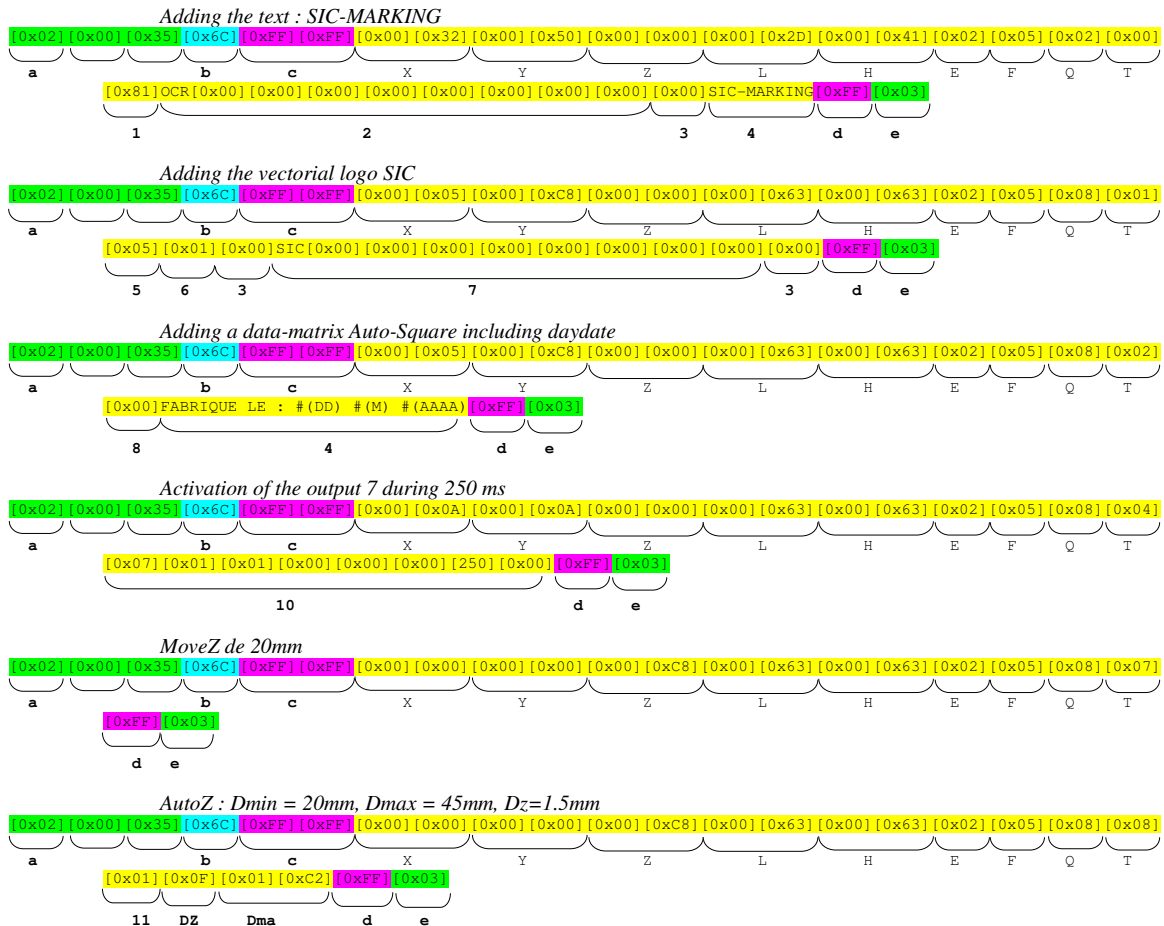 Adding the text : SIC-MARKING
[0x02][0x00][0x35][0x6C][0xFF][0xFF][0x00][0x32][0x00][0x50][0x00][0x00][0x00][0x2D][0x00][0x41][0x02][0x05][0x02][0x00]
a b c X Y Z L H E F Q T
[0x81]OCR[0x00][0x00][0x00][0x00][0x00][0x00][0x00][0x00][0x00]SIC-MARKING[0xFF][0x03]
1 2 3 4 d e
Adding the vectorial logo SIC
[0x02][0x00][0x35][0x6C][0xFF][0xFF][0x00][0x05][0x00][0xC8][0x00][0x00][0x00][0x63][0x00][0x63][0x02][0x05][0x08][0x01]
a b c X Y Z L H E F Q T
[0x05][0x01][0x00]SIC[0x00][0x00][0x00][0x00][0x00][0x00][0x00][0x00][0x00][0xFF][0x03]
5 6 3 7 3 d e
Adding a data-matrix Auto-Square including daydate
[0x02][0x00][0x35][0x6C][0xFF][0xFF][0x00][0x05][0x00][0xC8][0x00][0x00][0x00][0x63][0x00][0x63][0x02][0x05][0x08][0x02]
a b c X Y Z L H E F Q T
[0x00]FABRIQUE LE : #(DD) #(M) #(AAAA)[0xFF][0x03]
8 4 d e
Activation of the output 7 during 250 ms
[0x02][0x00][0x35][0x6C][0xFF][0xFF][0x00][0x0A][0x00][0x0A][0x00][0x00][0x00][0x63][0x00][0x63][0x02][0x05][0x08][0x04]
a b c X Y Z L H E F Q T
[0x07][0x01][0x01][0x00][0x00][0x00][250][0x00][0xFF][0x03]
10 d e
MoveZ de 20mm
[0x02][0x00][0x35][0x6C][0xFF][0xFF][0x00][0x00][0x00][0x00][0x00][0xC8][0x00][0x63][0x00][0x63][0x02][0x05][0x08][0x07]
a b c X Y Z L H E F Q T
[0xFF][0x03]
d e
AutoZ : Dmin = 20mm, Dmax = 45mm, Dz=1.5mm
[0x02][0x00][0x35][0x6C][0xFF][0xFF][0x00][0x00][0x00][0x00][0x00][0xC8][0x00][0x63][0x00][0x63][0x02][0x05][0x08][0x08]
a b c X Y Z L H E F Q T
[0x01][0x0F][0x01][0xC2][0xFF][0x03]
11 DZ Dma d e